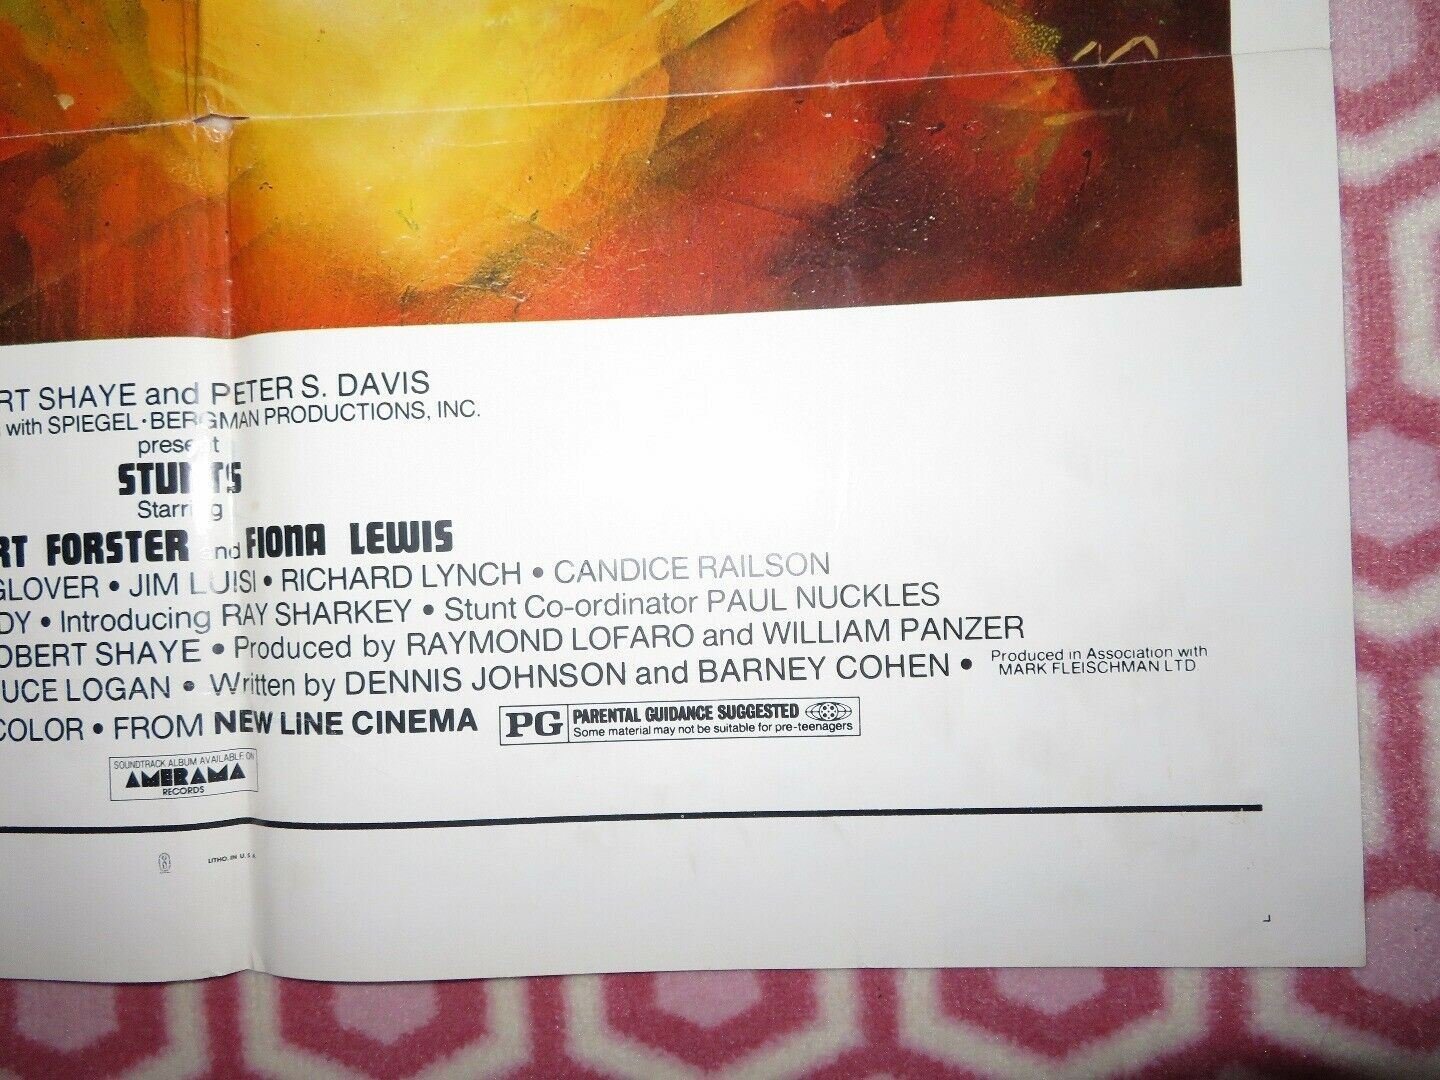 RT SHAYE and PETER S. DAVIS
with SPIEGEL • BERGMAN PRODUCTIONS, INC.
present
STUNTS
Starring
RT FORSTER and FIONA LEWIS
GLOVER • JIM LUISI • RICHARD LYNCH • CANDICE RAILSON
DY • Introducing RAY SHARKEY • Stunt Co-ordinator PAUL NUCKLES
OBERT SHAYE • Produced by RAYMOND LOFARO and WILLIAM PANZER
UCE LOGAN • Written by DENNIS JOHNSON and BARNEY COHEN • Produced in Association with
MARK FLEISCHMAN LTD
COLOR • FROM NEW LINE CINEMA PG PARENTAL GUIDANCE SUGGESTED
Some material may not be suitable for pre-teenagers
SOUNDTRACK ALBUM AVAILABLE ON
AMERAMA
RECORDS
LITHO. IN U.S.A.